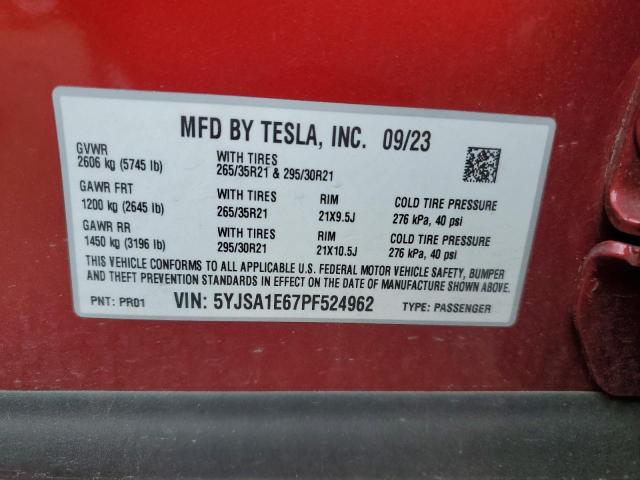 MFD BY TESLA, INC. 09/23
GVWR
2606 kg (5745 lb)
WITH TIRES
265/35R21 & 295/30R21
GAWR FRT
1200 kg (2645 lb)
WITH TIRES
265/35R21
RIM
21X9.5J
COLD TIRE PRESSURE
276 kPa, 40 psi
GAWR RR
1450 kg (3196 lb)
WITH TIRES
295/30R21
RIM
21X10.5J
COLD TIRE PRESSURE
276 kPa, 40 psi
THIS VEHICLE CONFORMS TO ALL APPLICABLE U.S. FEDERAL MOTOR VEHICLE SAFETY, BUMPER
AND THEFT PREVENTION STANDARDS IN EFFECT ON THE DATE OF MANUFACTURE SHOWN ABOVE.
PNT: PR01 VIN: 5YJSA1E67PF524962 TYPE: PASSENGER